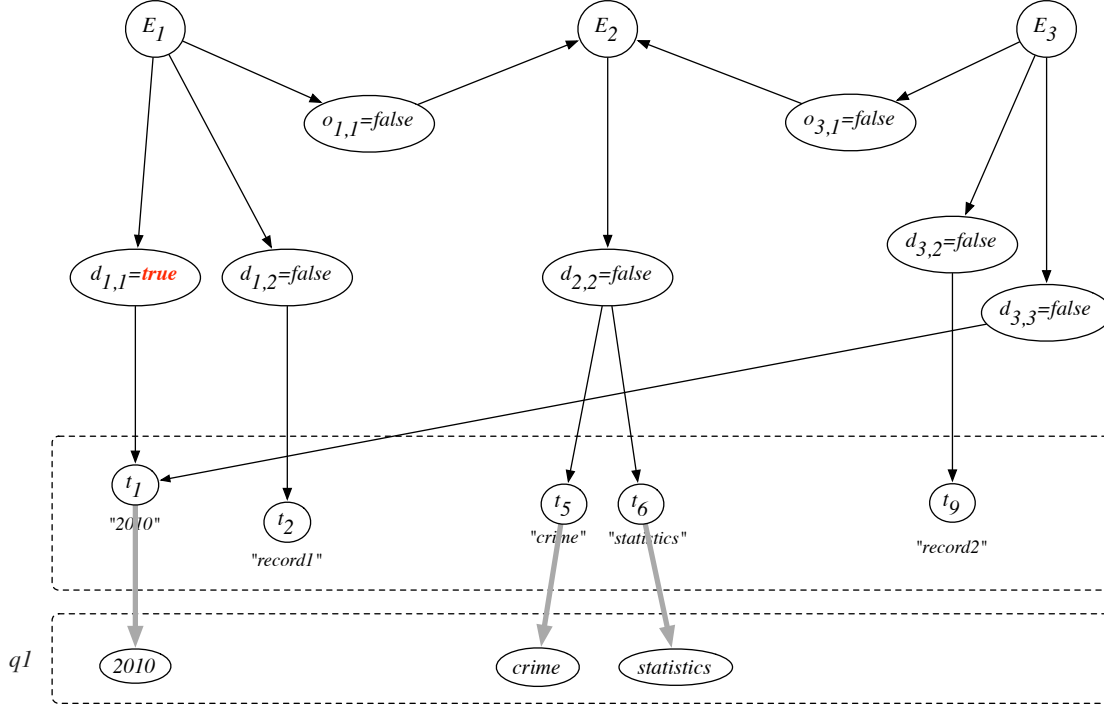 E1
E2
E3
o1,1=false
o3,1=false
d1,1=true
d1,2=false
d2,2=false
d3,2=false
d3,3=false
t1
"2010"
t2
"record1"
t5
"crime"
t6
"statistics"
t9
"record2"
q1
2010
crime
statistics